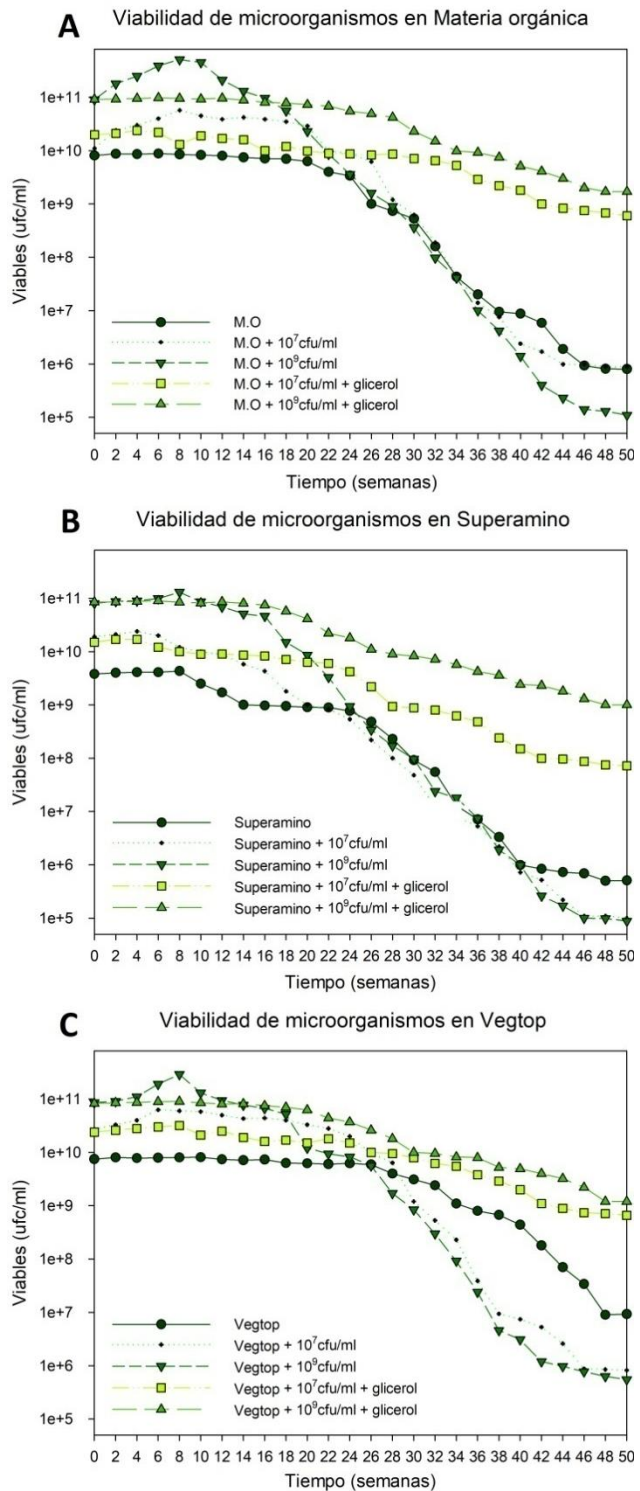 A
Viabilidad de microorganismos en Materia orgánica
Viables (ufc/ml)
1e+11
1e+10
1e+9
1e+8
1e+7
1e+6
1e+5
M.O
M.O + 10⁷cfu/ml
M.O + 10⁹cfu/ml
M.O + 10⁷cfu/ml + glicerol
M.O + 10⁹cfu/ml + glicerol
0 2 4 6 8 10 12 14 16 18 20 22 24 26 28 30 32 34 36 38 40 42 44 46 48 50
Tiempo (semanas)
B
Viabilidad de microorganismos en Superamino
Viables (ufc/ml)
1e+11
1e+10
1e+9
1e+8
1e+7
1e+6
1e+5
Superamino
Superamino + 10⁷cfu/ml
Superamino + 10⁹cfu/ml
Superamino + 10⁷cfu/ml + glicerol
Superamino + 10⁹cfu/ml + glicerol
0 2 4 6 8 10 12 14 16 18 20 22 24 26 28 30 32 34 36 38 40 42 44 46 48 50
Tiempo (semanas)
C
Viabilidad de microorganismos en Vegtop
Viables (ufc/ml)
1e+11
1e+10
1e+9
1e+8
1e+7
1e+6
1e+5
Vegtop
Vegtop + 10⁷cfu/ml
Vegtop + 10⁹cfu/ml
Vegtop + 10⁷cfu/ml + glicerol
Vegtop + 10⁹cfu/ml + glicerol
0 2 4 6 8 10 12 14 16 18 20 22 24 26 28 30 32 34 36 38 40 42 44 46 48 50
Tiempo (semanas)